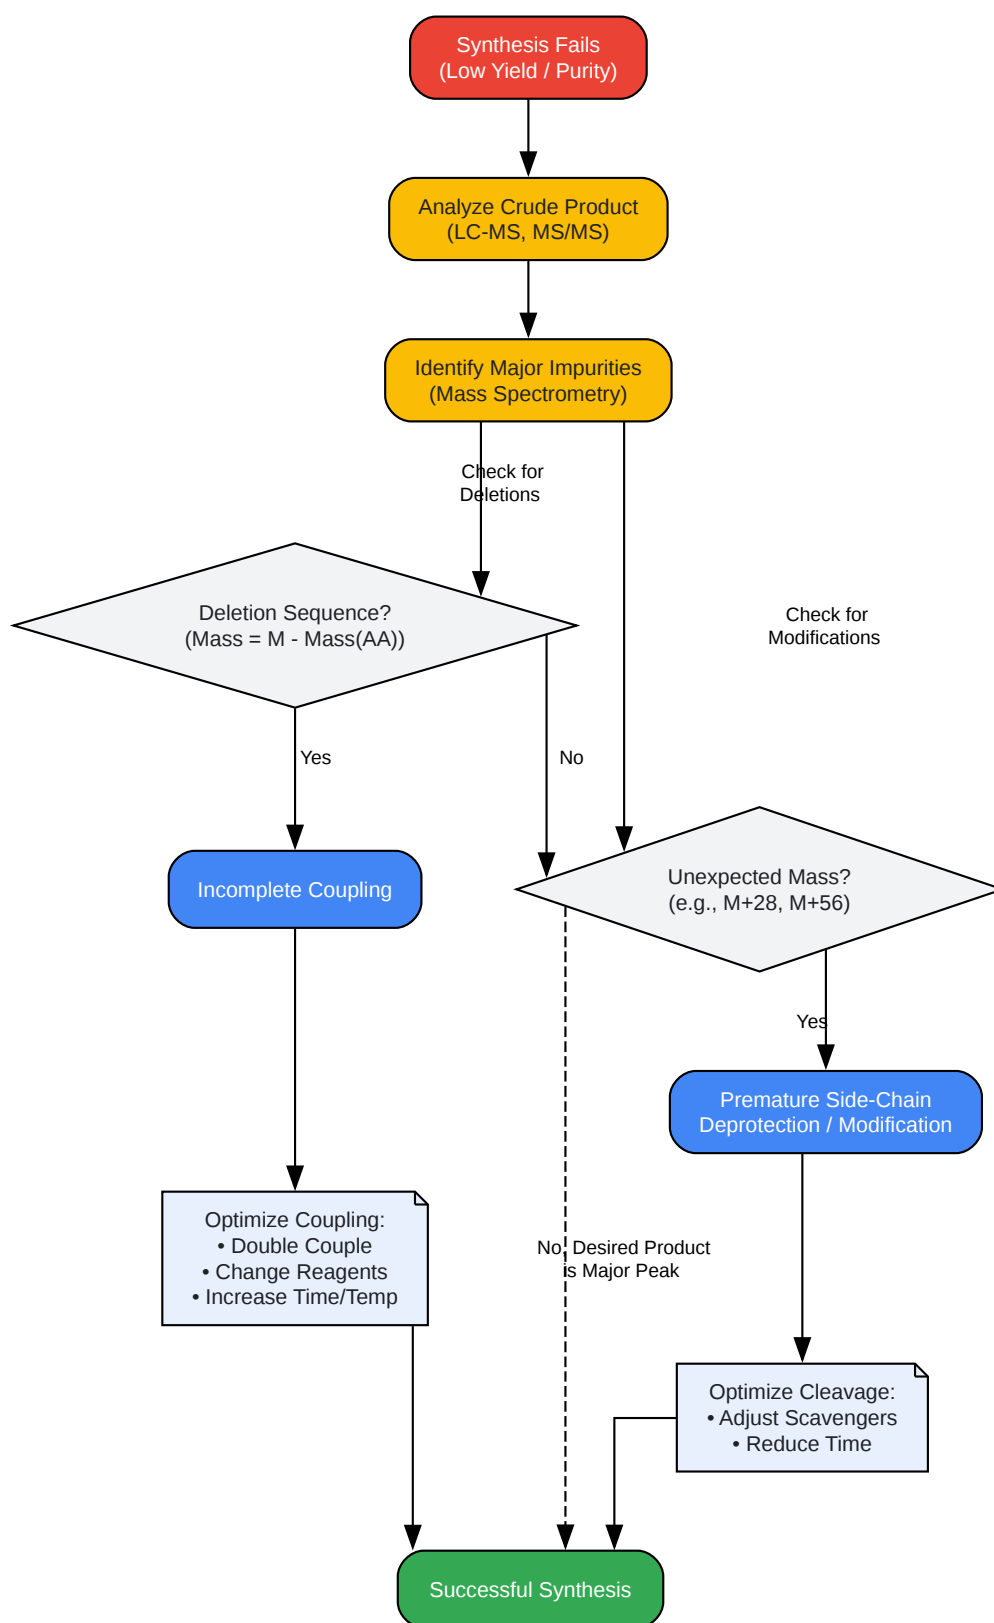 Synthesis Fails
(Low Yield / Purity)
Analyze Crude Product
(LC-MS, MS/MS)
Identify Major Impurities
(Mass Spectrometry)
Check for
Deletions
Deletion Sequence?
(Mass = M - Mass(AA))
Check for
Modifications
Yes
No
Incomplete Coupling
Unexpected Mass?
(e.g., M+28, M+56)
Yes
Premature Side-Chain
Deprotection / Modification
Optimize Coupling:
• Double Couple
• Change Reagents
• Increase Time/Temp
No, Desired Product
is Major Peak
Optimize Cleavage:
• Adjust Scavengers
• Reduce Time
Successful Synthesis